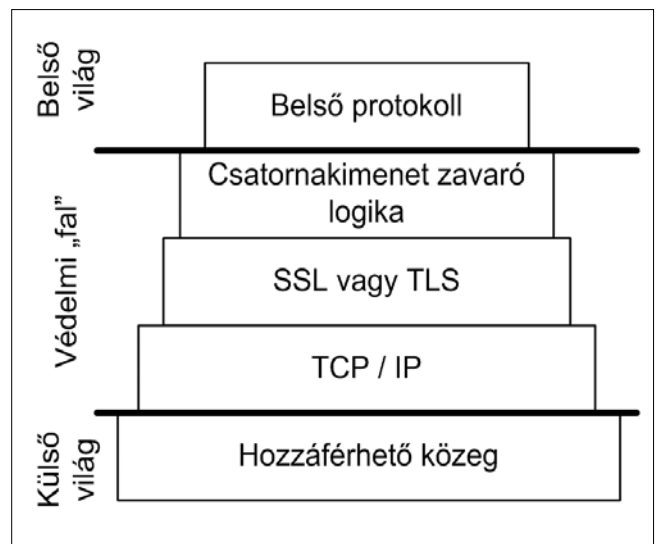 Belső
világ
Belső protokoll
Védelmi „fal”
Csatornakimenet zavaró
logika
SSL vagy TLS
TCP / IP
Külső
világ
Hozzáférhető közeg